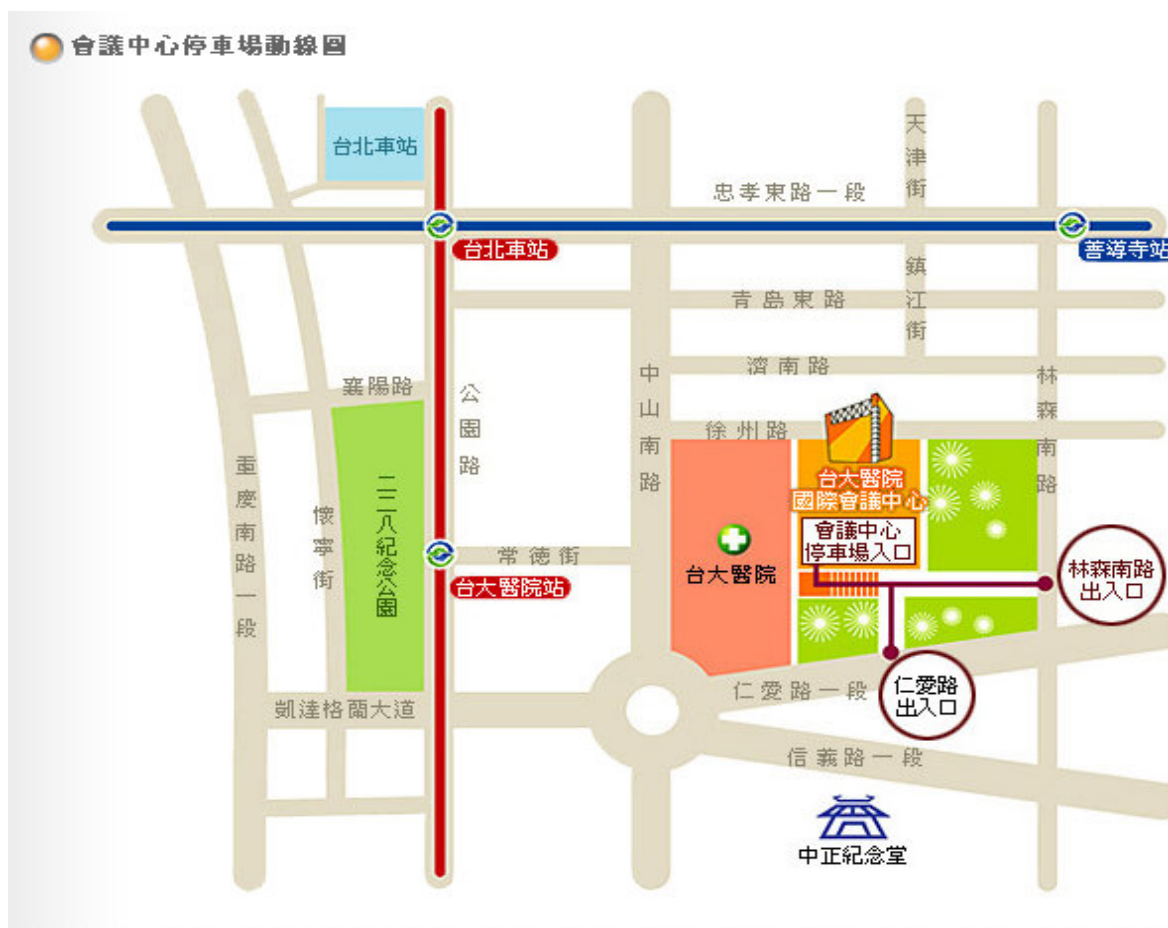 會議中心停車場動線圖
台北車站
天津街
忠孝東路一段
台北車站
善導寺站
鎮江街
青島東路
濟南路
襄陽路
公園路
中山南路
林森南路
徐州路
重慶南路一段
懷寧街
二二八紀念公園
台大醫院
國際會議中心
會議中心
停車場入口
常德街
台大醫院站
台大醫院
林森南路
出入口
仁愛路一段
仁愛路
出入口
凱達格蘭大道
信義路一段
中正紀念堂